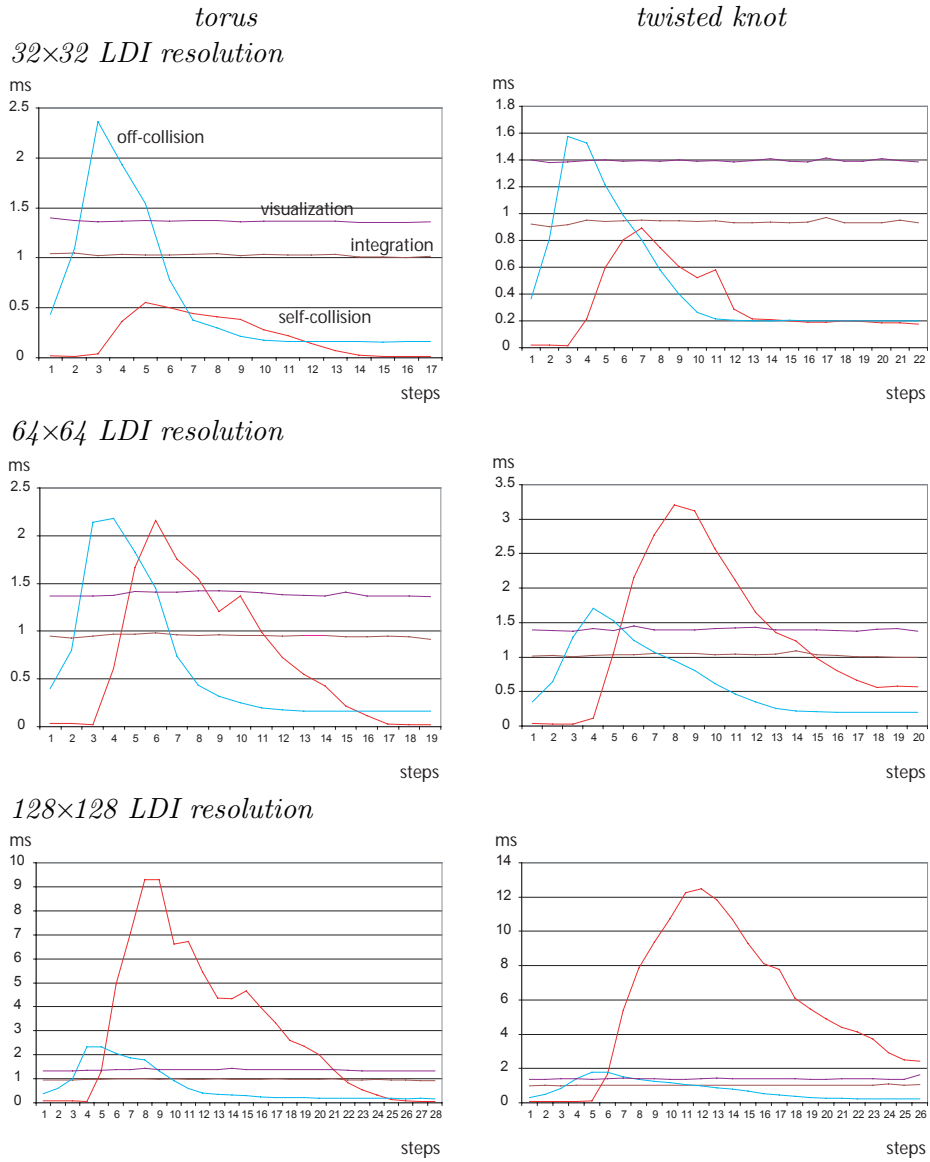 torus
twisted knot
32×32 LDI resolution
ms
2.5
2
1.5
1
0.5
0
off-collision
visualization
integration
self-collision
1 2 3 4 5 6 7 8 9 10 11 12 13 14 15 16 17
steps
ms
1.8
1.6
1.4
1.2
1
0.8
0.6
0.4
0.2
0
1 2 3 4 5 6 7 8 9 10 11 12 13 14 15 16 17 18 19 20 21 22
steps
64×64 LDI resolution
ms
2.5
2
1.5
1
0.5
0
1 2 3 4 5 6 7 8 9 10 11 12 13 14 15 16 17 18 19
steps
ms
3.5
3
2.5
2
1.5
1
0.5
0
1 2 3 4 5 6 7 8 9 10 11 12 13 14 15 16 17 18 19 20
steps
128×128 LDI resolution
ms
10
9
8
7
6
5
4
3
2
1
0
1 2 3 4 5 6 7 8 9 10 11 12 13 14 15 16 17 18 19 20 21 22 23 24 25 26 27 28
steps
ms
14
12
10
8
6
4
2
0
1 2 3 4 5 6 7 8 9 10 11 12 13 14 15 16 17 18 19 20 21 22 23 24 25 26
steps